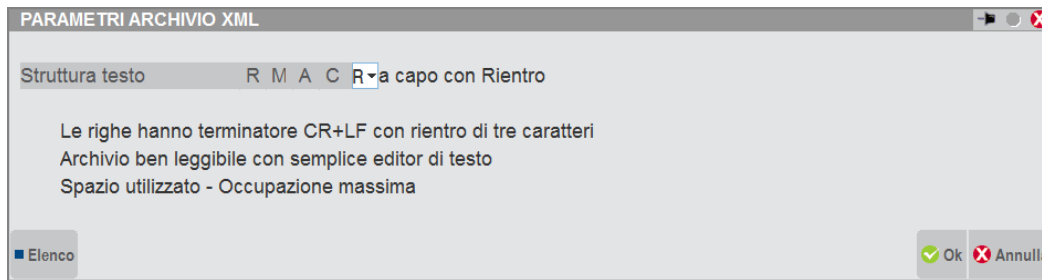 PARAMETRI ARCHIVIO XML
Struttura testo R M A C R a capo con Rientro
Le righe hanno terminatore CR+LF con rientro di tre caratteri
Archivio ben leggibile con semplice editor di testo
Spazio utilizzato - Occupazione massima
Elenco Ok Annulla